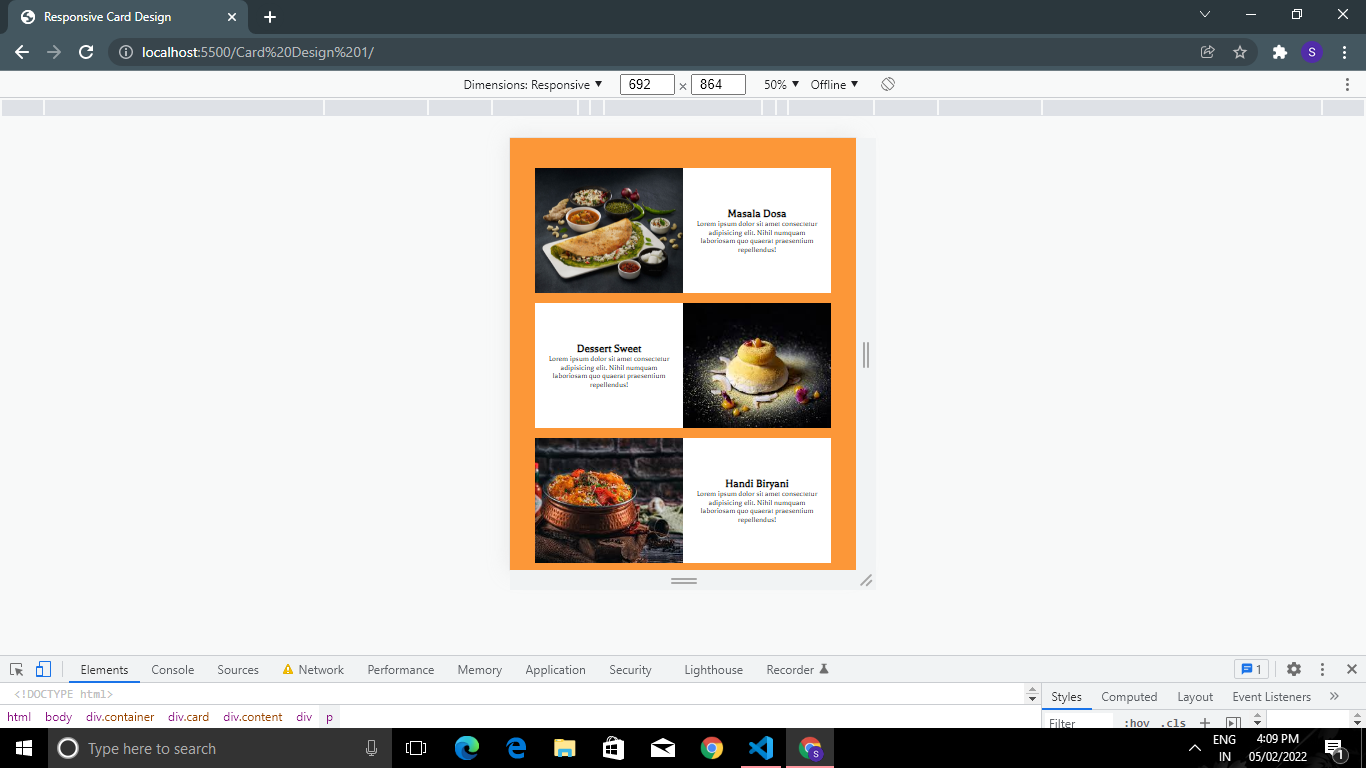 Responsive Card Design
localhost:5500/Card%20Design%201/
S
Dimensions: Responsive 692 × 864 50% Offline
Masala Dosa
Lorem ipsum dolor sit amet consectetur
adipisicing elit. Nihil numquam
laboriosam quo quaerat praesentium
repellendus!
Dessert Sweet
Lorem ipsum dolor sit amet consectetur
adipisicing elit. Nihil numquam
laboriosam quo quaerat praesentium
repellendus!
Handi Biryani
Lorem ipsum dolor sit amet consectetur
adipisicing elit. Nihil numquam
laboriosam quo quaerat praesentium
repellendus!
Elements Console Sources Network Performance Memory Application Security Lighthouse Recorder 1
<!DOCTYPE html>
html body div.container div.card div.content div p
Styles Computed Layout Event Listeners »
Filter :hov .cls +
Type here to search
S
ENG
IN
4:09 PM
05/02/2022
1